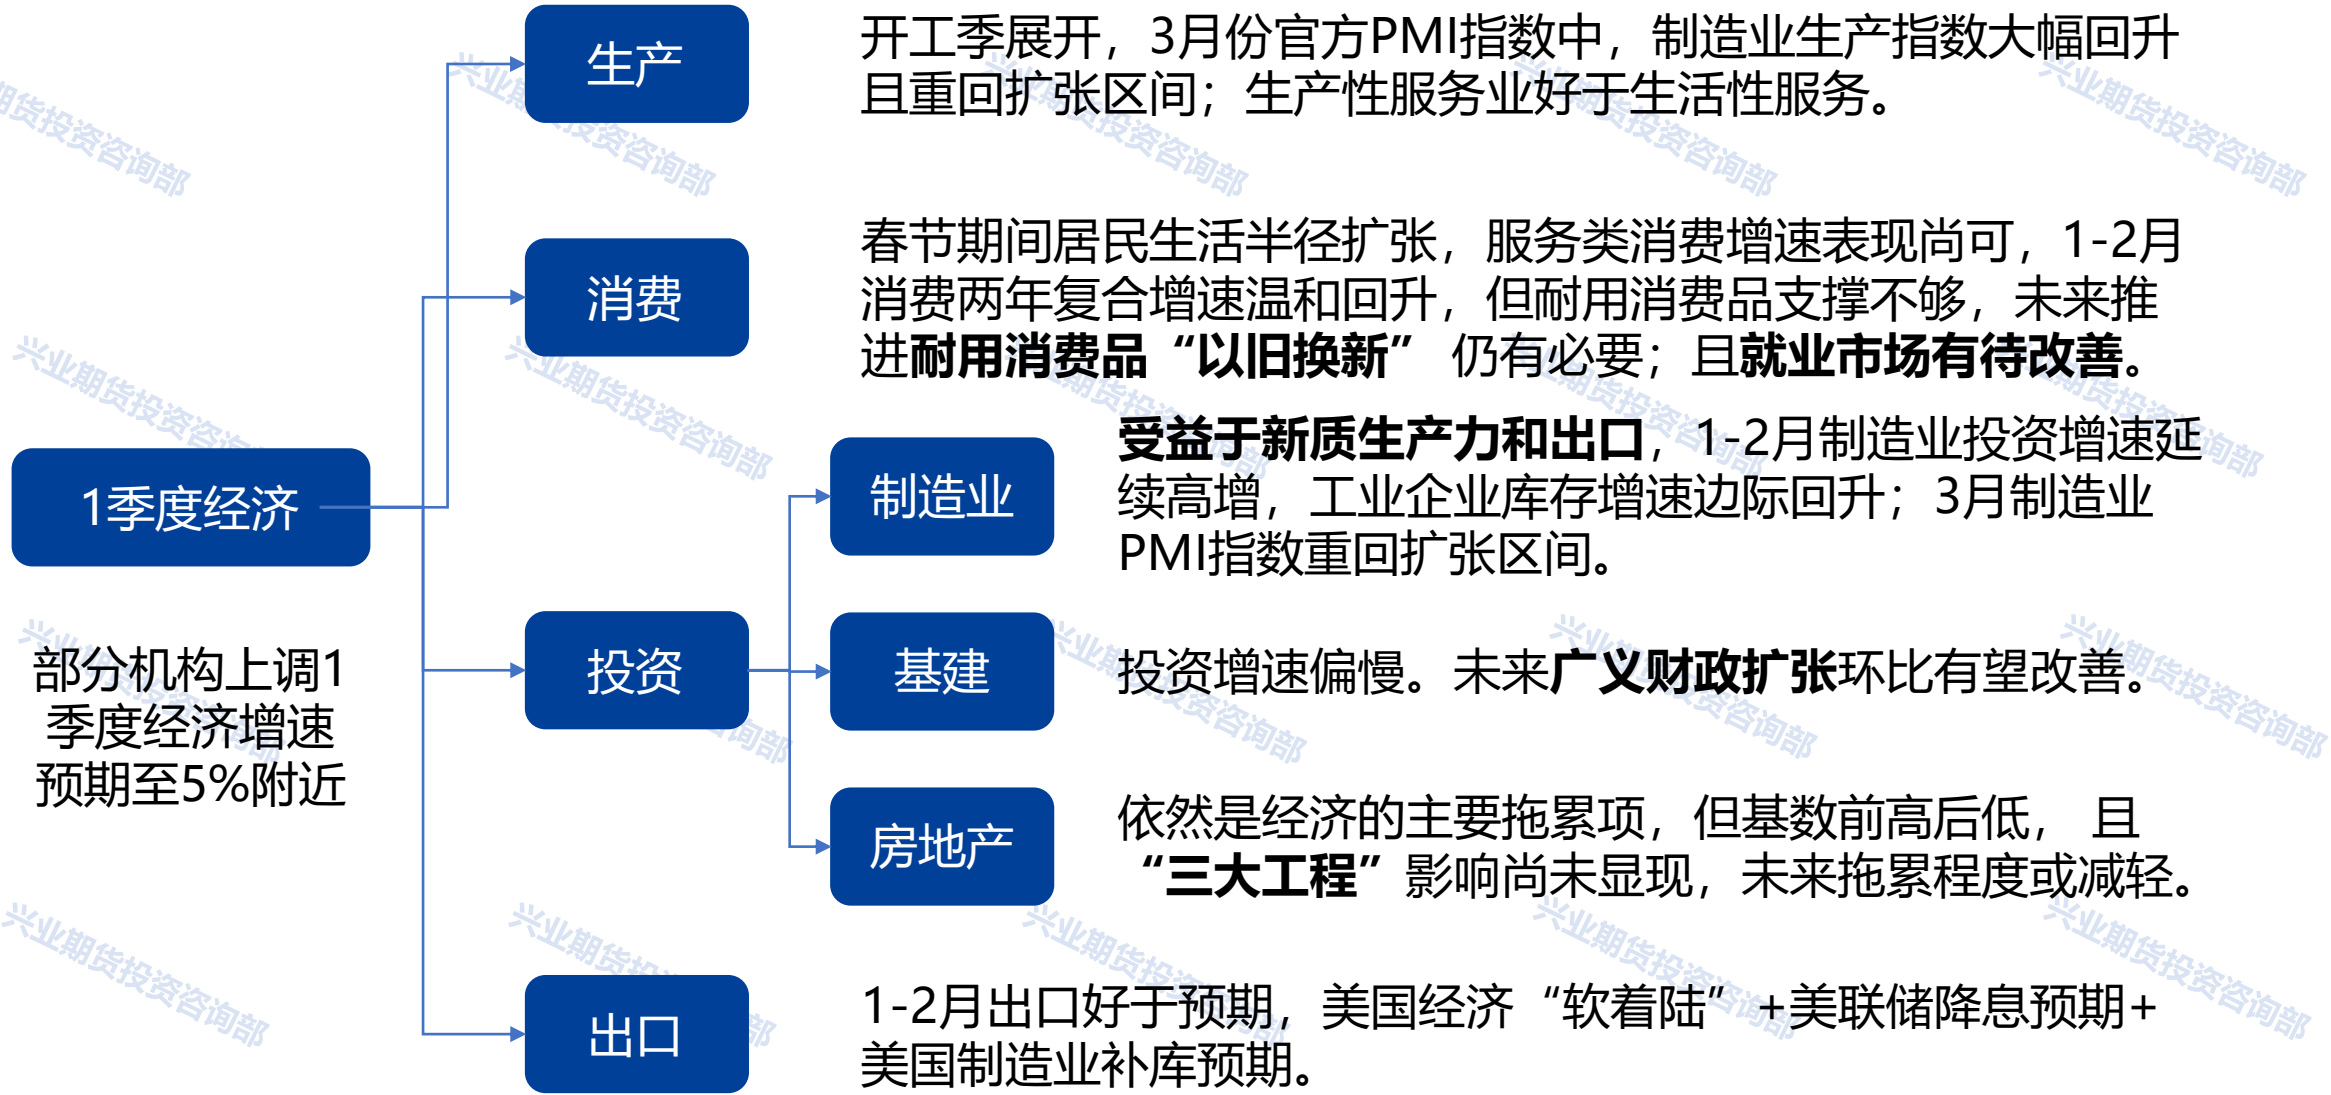 生产
开工季展开，3月份官方PMI指数中，制造业生产指数大幅回升
且重回扩张区间；生产性服务业好于生活性服务。
消费
春节期间居民生活半径扩张，服务类消费增速表现尚可，1-2月
消费两年复合增速温和回升，但耐用消费品支撑不够，未来推
进耐用消费品“以旧换新” 仍有必要；且就业市场有待改善。
1季度经济
部分机构上调1
季度经济增速
预期至5%附近
投资
制造业
受益于新质生产力和出口，1-2月制造业投资增速延
续高增，工业企业库存增速边际回升；3月制造业
PMI指数重回扩张区间。
基建
投资增速偏慢。未来广义财政扩张环比有望改善。
房地产
依然是经济的主要拖累项，但基数前高后低， 且
“三大工程”影响尚未显现，未来拖累程度或减轻。
出口
1-2月出口好于预期，美国经济“软着陆”+美联储降息预期+
美国制造业补库预期。
兴业期货投资咨询部